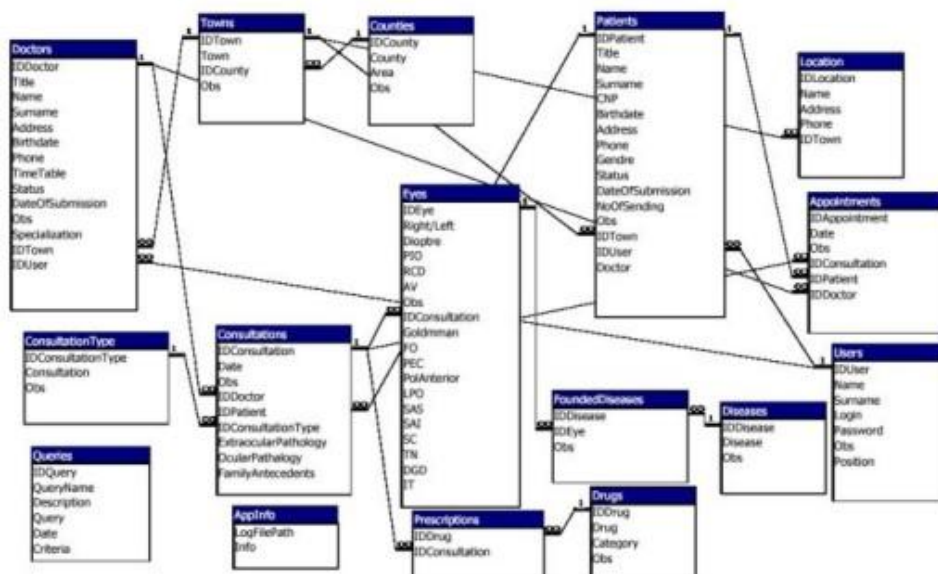 Doctors
IDDoctor
Title
Name
Surname
Address
Birthdate
Phone
TimeTable
Status
DateOfSubmission
Obs
Specialization
IDTown
IDUser
Towns
IDTown
Town
IDCounty
Obs
Counties
IDCounty
County
Area
Obs
Patients
IDPatient
Title
Name
Surname
CNP
Birthdate
Address
Phone
Gendre
Status
DateOfSubmission
NoOfSending
Obs
IDTown
IDUser
Doctor
Location
IDLocation
Name
Address
Phone
IDTown
Eyes
IDEye
Right/Left
Dioptre
PIO
RCD
AV
Obs
IDConsultation
Goldmman
FO
PEC
PolAnterior
LPO
SAS
SAI
SC
TN
DGD
IT
Appointments
IDAppointment
Date
Obs
IDConsultation
IDPatient
IDDoctor
ConsultationType
IDConsultationType
Consultation
Obs
Consultations
IDConsultation
Date
Obs
IDDoctor
IDPatient
IDConsultationType
ExtraocularPathology
OcularPathalogy
FamilyAntecedents
FoundedDiseases
IDDisease
IDEye
Obs
Diseases
IDDisease
Disease
Obs
Users
IDUser
Name
Surname
Login
Password
Obs
Position
Queries
IDQuery
QueryName
Description
Query
Date
Criteria
AppInfo
LogFilePath
Info
Prescriptions
IDDrug
IDConsultation
Drugs
IDDrug
Drug
Category
Obs